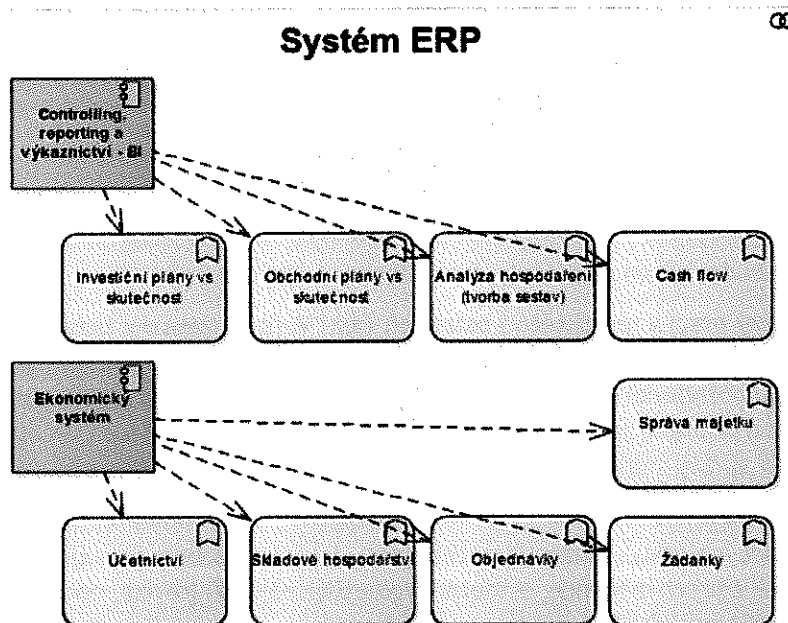 Systém ERP
Controlling,
reporting a
výkaznictví - BI
Investiční plány vs
skutečnost
Obchodní plány vs
skutečnost
Analýza hospodaření
(tvorba sestav)
Cash flow
Ekonomický
systém
Správa majetku
Účetnictví
Skladové hospodářství
Objednávky
Žádanky